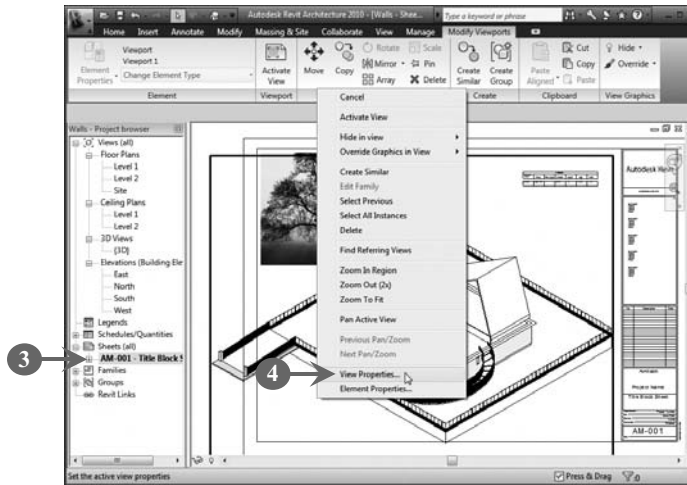 Autodesk Revit Architecture 2010 - [Walls - Shee...
Type a keyword or phrase
Home Insert Annotate Modify Massing & Site Collaborate View Manage Modify Viewports
Element Properties
Viewport
Viewport 1
Change Element Type
Activate View
Move
Copy
Rotate
Scale
Mirror
Pin
Array
Delete
Create Similar
Create Group
Paste Aligned
Cut
Copy
Paste
Hide
Override
Element
Viewport
Create
Clipboard
View Graphics
Walls - Project browser
Views (all)
Floor Plans
Level 1
Level 2
Site
Ceiling Plans
Level 1
Level 2
3D Views
{3D}
Elevations (Building Ele
East
North
South
West
Legends
Schedules/Quantities
Sheets (all)
3
AM-001 - Title Block S
Families
Groups
Revit Links
Cancel
Activate View
Hide in view
Override Graphics in View
Create Similar
Edit Family
Select Previous
Select All Instances
Delete
Find Referring Views
Zoom In Region
Zoom Out (2x)
Zoom To Fit
Pan Active View
Previous Pan/Zoom
Next Pan/Zoom
4
View Properties...
Element Properties...
Autodesk Revit
Project Name
Title Block Sheet
AM-001
Set the active view properties
Press & Drag
:0